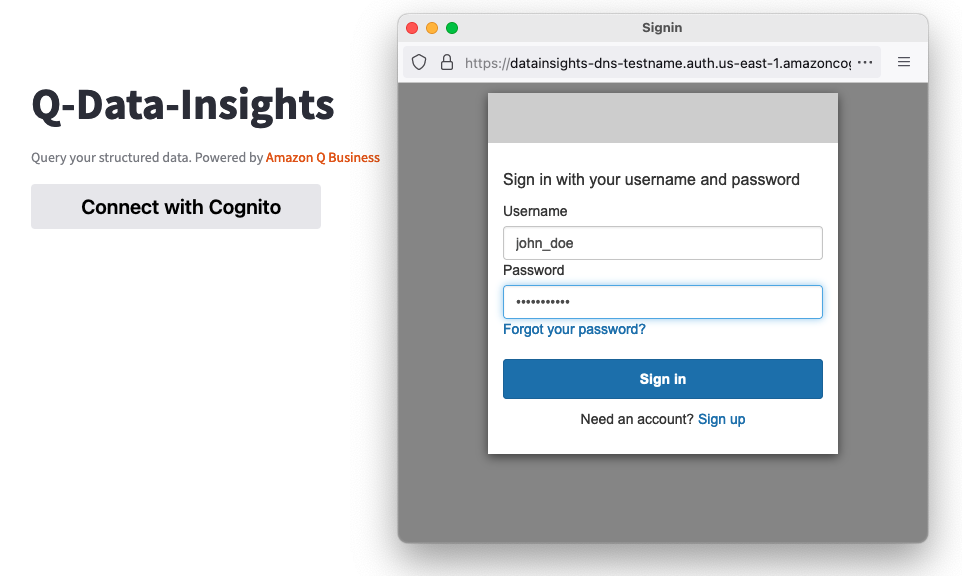 Q-Data-Insights
Query your structured data. Powered by Amazon Q Business
Connect with Cognito
Signin
https://datainsights-dns-testname.auth.us-east-1.amazoncog
Sign in with your username and password
Username
john_doe
Password
•••••••••••
Forgot your password?
Sign in
Need an account? Sign up